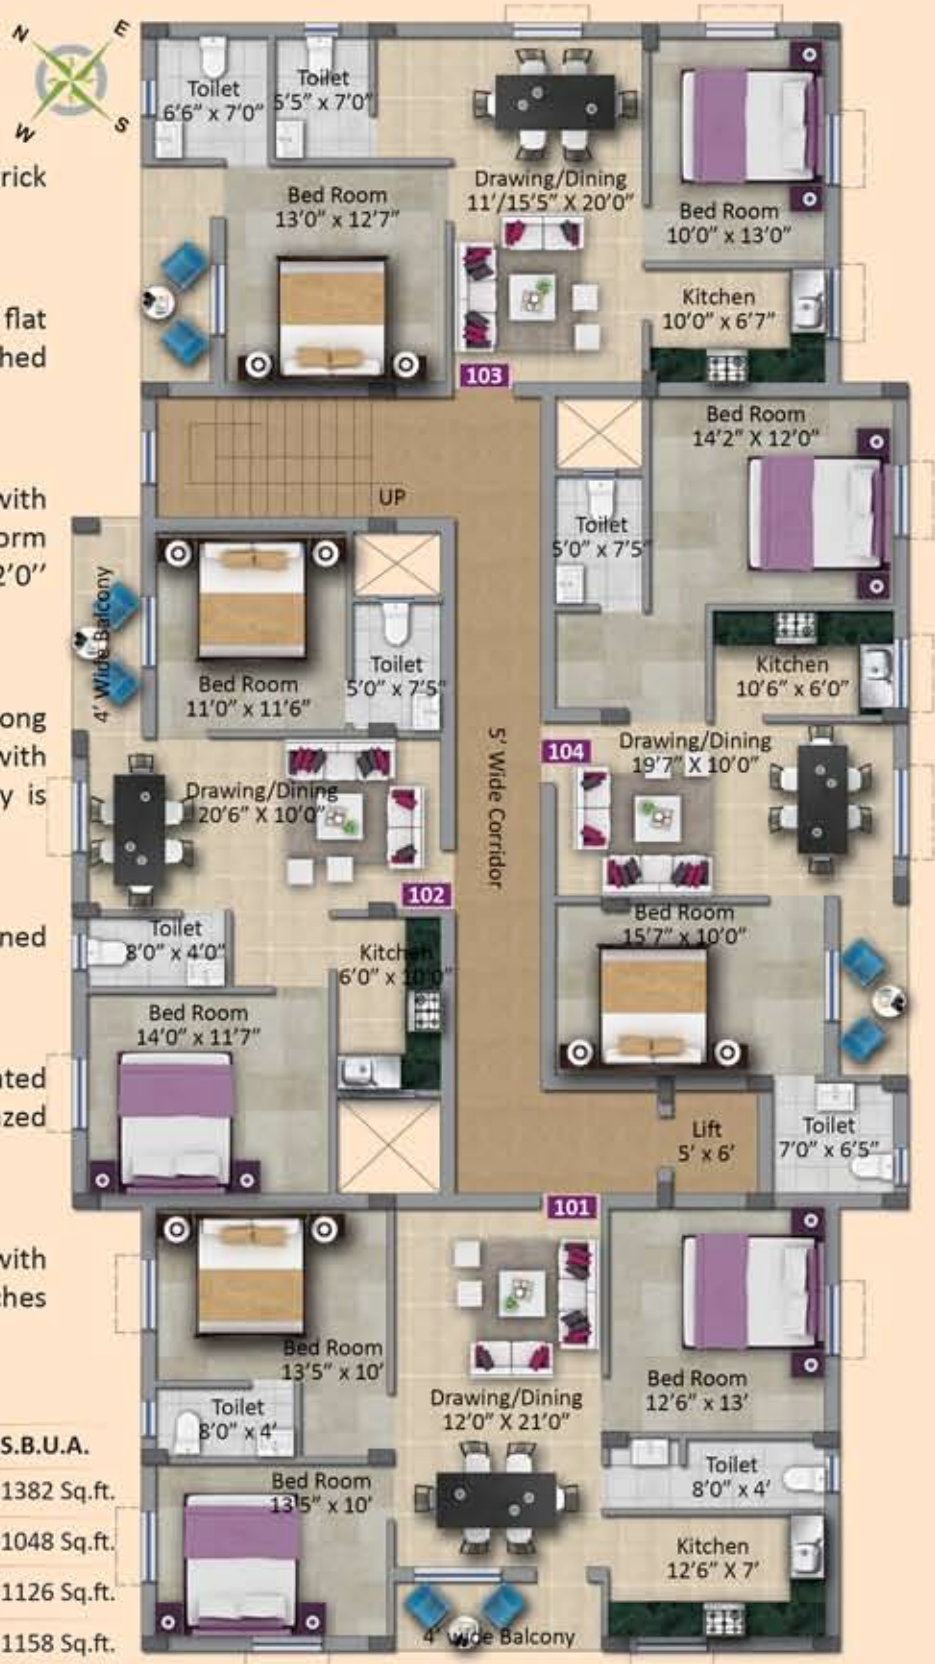 N
E
W
S
Toilet
6'6" x 7'0"
Toilet
5'5" x 7'0"
Drawing/Dining
11'/15'5" X 20'0"
Bed Room
13'0" x 12'7"
Bed Room
10'0" x 13'0"
Kitchen
10'0" x 6'7"
103
rick
flat
hed
with
orm
2'0''
ong
with
y is
ned
ated
zed
with
ches
UP
Bed Room
14'2" X 12'0"
Toilet
5'0" x 7'5"
Kitchen
10'6" x 6'0"
4' Wide Balcony
Bed Room
11'0" x 11'6"
Toilet
5'0" x 7'5"
5' Wide Corridor
104
Drawing/Dining
19'7" X 10'0"
Drawing/Dining
20'6" X 10'0"
102
Toilet
8'0" x 4'0"
Kitchen
6'0" x 10'0"
Bed Room
15'7" x 10'0"
Bed Room
14'0" x 11'7"
Lift
5' x 6'
Toilet
7'0" x 6'5"
101
Bed Room
13'5" x 10'
Bed Room
12'6" x 13'
Drawing/Dining
12'0" X 21'0"
Toilet
8'0" x 4'
Bed Room
13'5" x 10'
Toilet
8'0" x 4'
Kitchen
12'6" X 7'
4' wide Balcony
S.B.U.A.
1382 Sq.ft.
1048 Sq.ft.
1126 Sq.ft.
1158 Sq.ft.